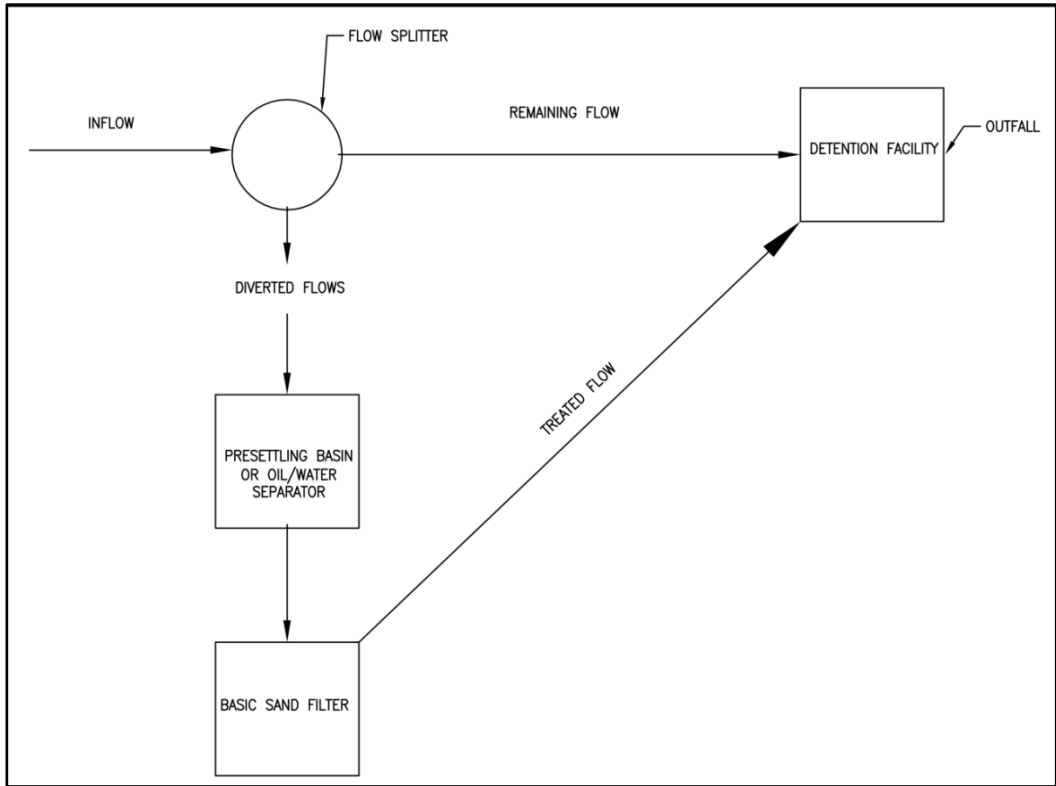 FLOW SPLITTER
INFLOW
REMAINING FLOW
DETENTION FACILITY
OUTFALL
DIVERTED FLOWS
TREATED FLOW
PRESETTLING BASIN
OR OIL/WATER
SEPARATOR
BASIC SAND FILTER